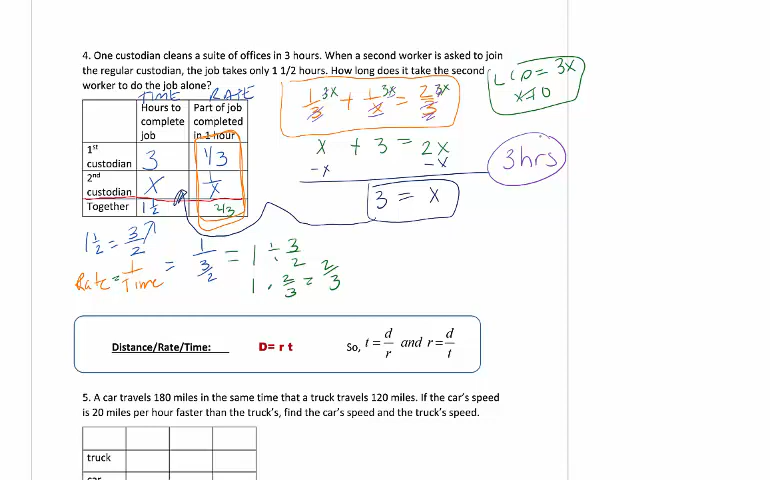 4. One custodian cleans a suite of offices in 3 hours. When a second worker is asked to join
the regular custodian, the job takes only 1 1/2 hours. How long does it take the second
worker to do the job alone?
LCD = 3x
x≠0
TIME RATE
Hours to complete job
Part of job completed in 1 hour
1st custodian 3 1/3
2nd custodian x 1/x
Together 1 1/2 2/3
1/3 3x + 1/x 3x = 2/3 3x
x + 3 = 2x
-x -x
3 = x
3 hrs
1 1/2 = 3/2
Rate = 1/Time = 1/(3/2) = 1 ÷ 3/2
1 · 2/3 = 2/3
Distance/Rate/Time: D= r t So, t = d/r and r = d/t
5. A car travels 180 miles in the same time that a truck travels 120 miles. If the car's speed
is 20 miles per hour faster than the truck's, find the car's speed and the truck's speed.
truck
car